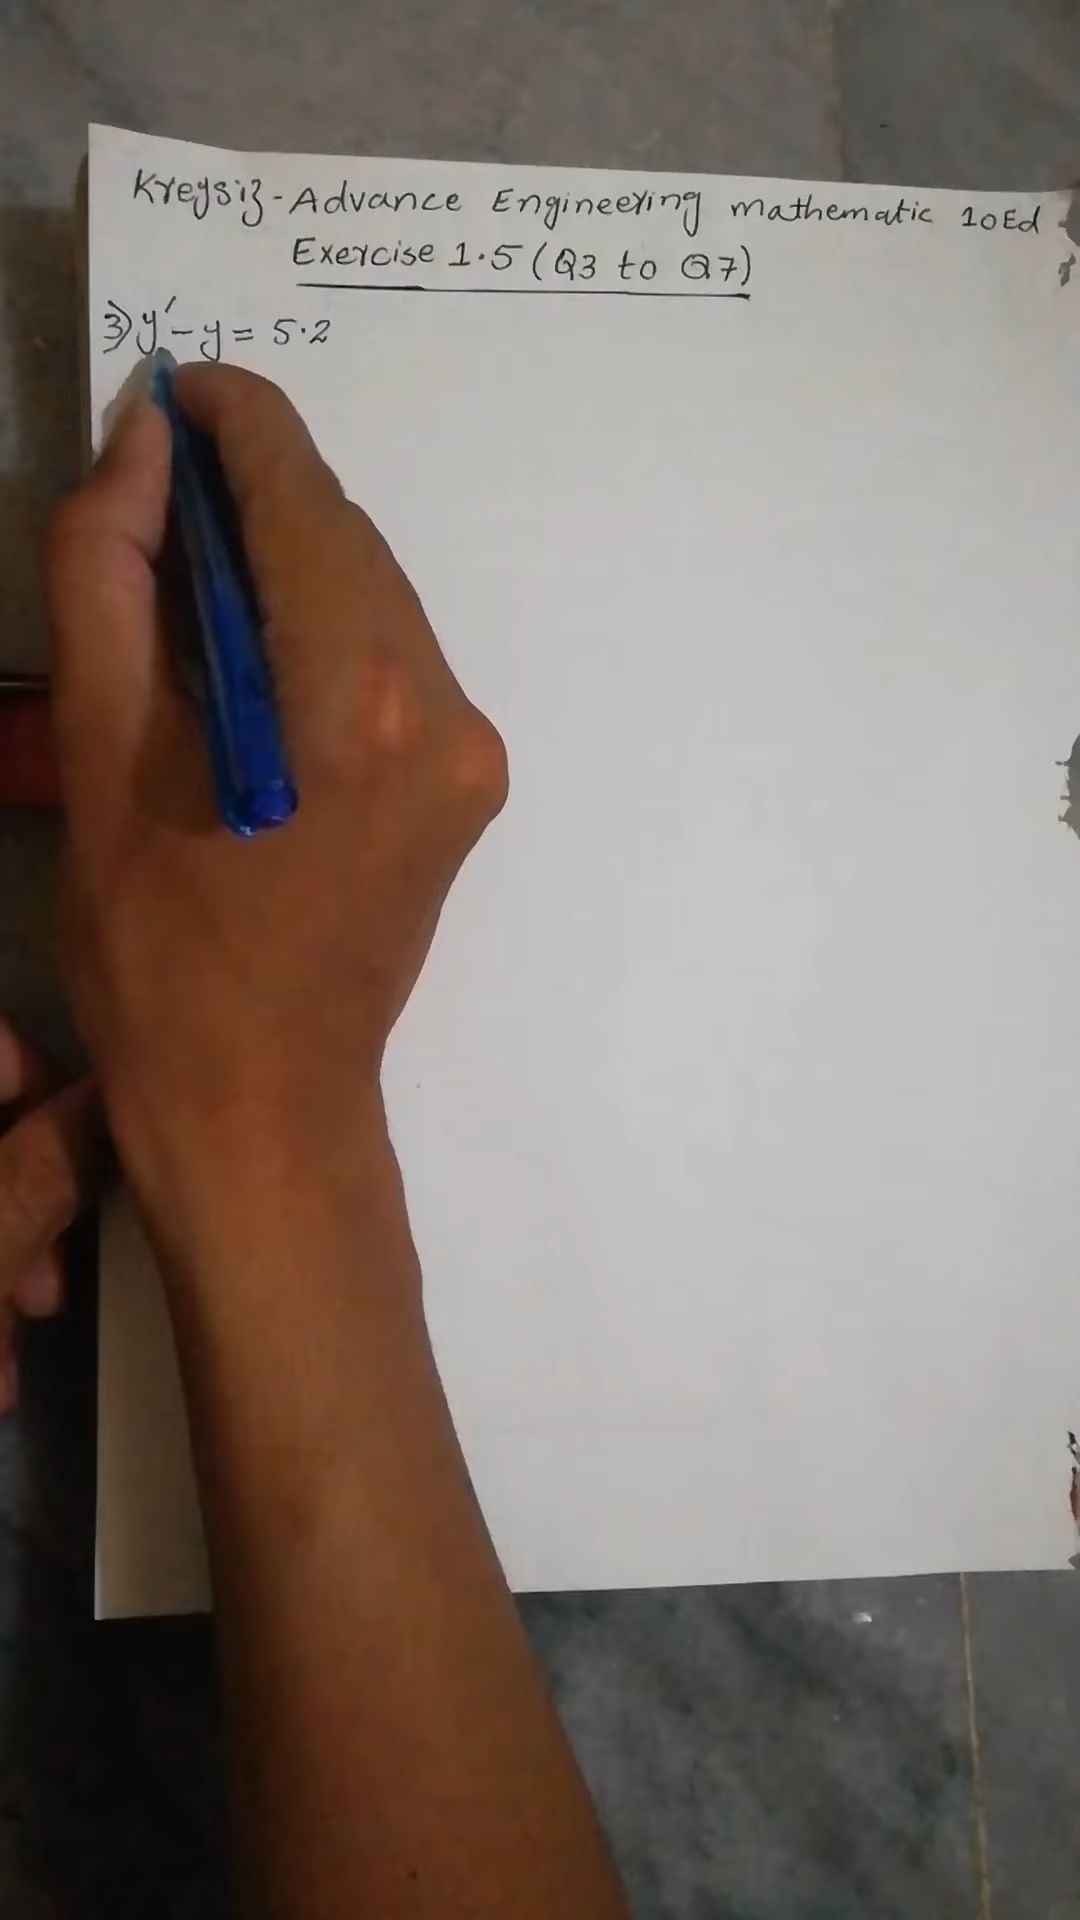 Kreysiz-Advance Engineering mathematic 10Ed
Exercise 1.5 (Q3 to Q7)
3) y' - y = 5.2